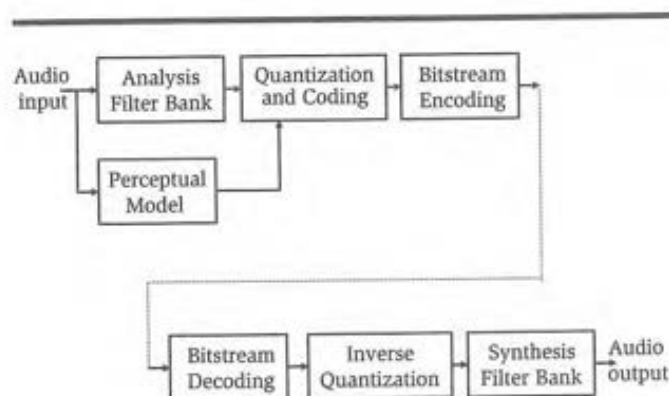 Audio
input
Analysis
Filter Bank
Quantization
and Coding
Bitstream
Encoding
Perceptual
Model
Bitstream
Decoding
Inverse
Quantization
Synthesis
Filter Bank
Audio
output